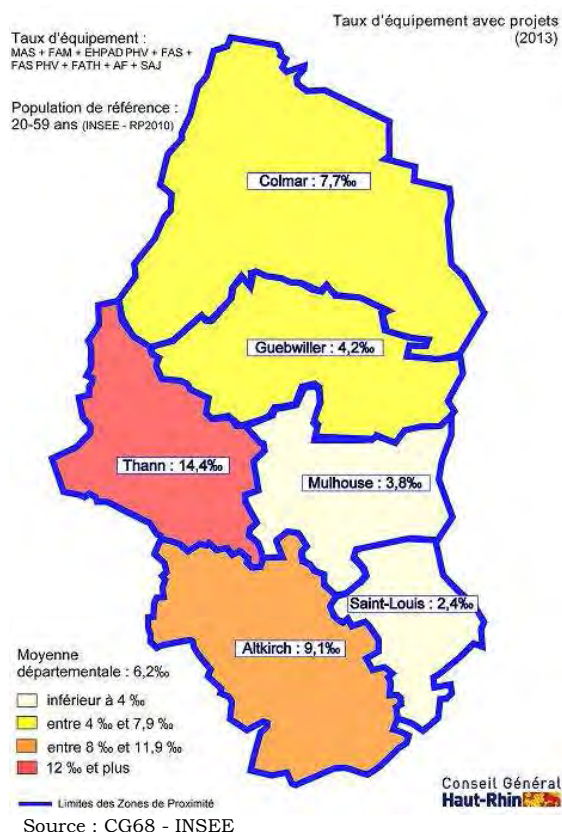 Taux d'équipement :
MAS + FAM + EHPAD PHV + FAS +
FAS PHV + FATH + AF + SAJ
Population de référence :
20-59 ans (INSEE - RP2010)
Taux d'équipement avec projets
(2013)
Colmar : 7,7‰
Guebwiller : 4,2‰
Thann : 14,4‰
Mulhouse : 3,8‰
Saint-Louis : 2,4‰
Altkirch : 9,1‰
Moyenne
départementale : 6,2‰
inférieur à 4 ‰
entre 4 ‰ et 7,9 ‰
entre 8 ‰ et 11,9 ‰
12 ‰ et plus
Limites des Zones de Proximité
Conseil Général
Haut-Rhin
Source : CG68 - INSEE